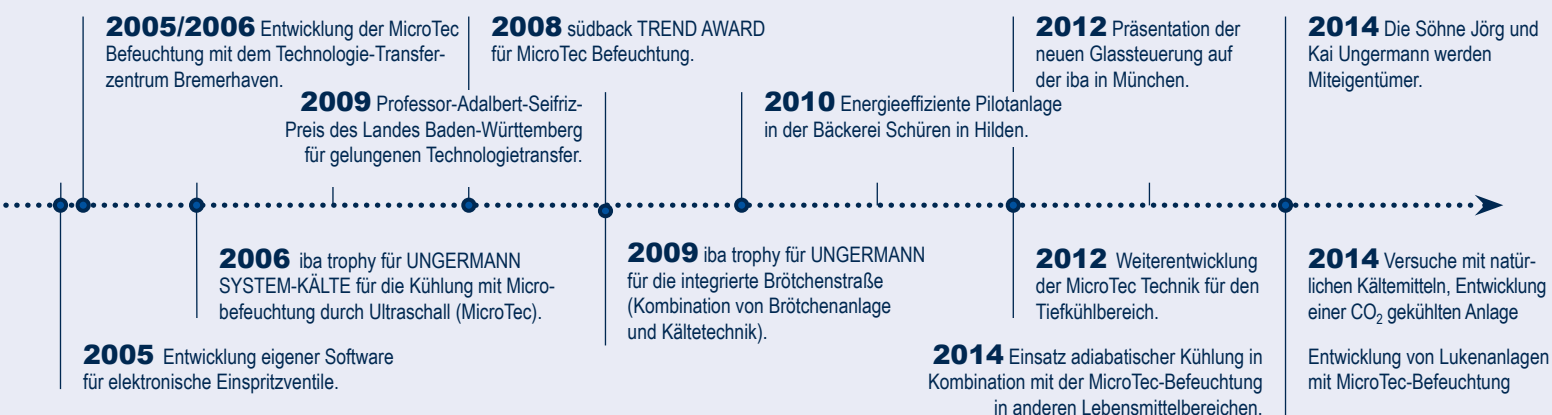 2005/2006 Entwicklung der MicroTec
Befeuchtung mit dem Technologie-Transfer-
zentrum Bremerhaven.
2008 südback TREND AWARD
für MicroTec Befeuchtung.
2012 Präsentation der
neuen Glassteuerung auf
der iba in München.
2014 Die Söhne Jörg und
Kai Ungermann werden
Miteigentümer.
2009 Professor-Adalbert-Seifriz-
Preis des Landes Baden-Württemberg
für gelungenen Technologietransfer.
2010 Energieeffiziente Pilotanlage
in der Bäckerei Schüren in Hilden.
2006 iba trophy für UNGERMANN
SYSTEM-KÄLTE für die Kühlung mit Micro-
befeuchtung durch Ultraschall (MicroTec).
2009 iba trophy für UNGERMANN
für die integrierte Brötchenstraße
(Kombination von Brötchenanlage
und Kältetechnik).
2012 Weiterentwicklung
der MicroTec Technik für den
Tiefkühlbereich.
2014 Versuche mit natür-
lichen Kältemitteln, Entwicklung
einer CO₂ gekühlten Anlage
Entwicklung von Lukenanlagen
mit MicroTec-Befeuchtung
2005 Entwicklung eigener Software
für elektronische Einspritzventile.
2014 Einsatz adiabatischer Kühlung in
Kombination mit der MicroTec-Befeuchtung
in anderen Lebensmittelbereichen.